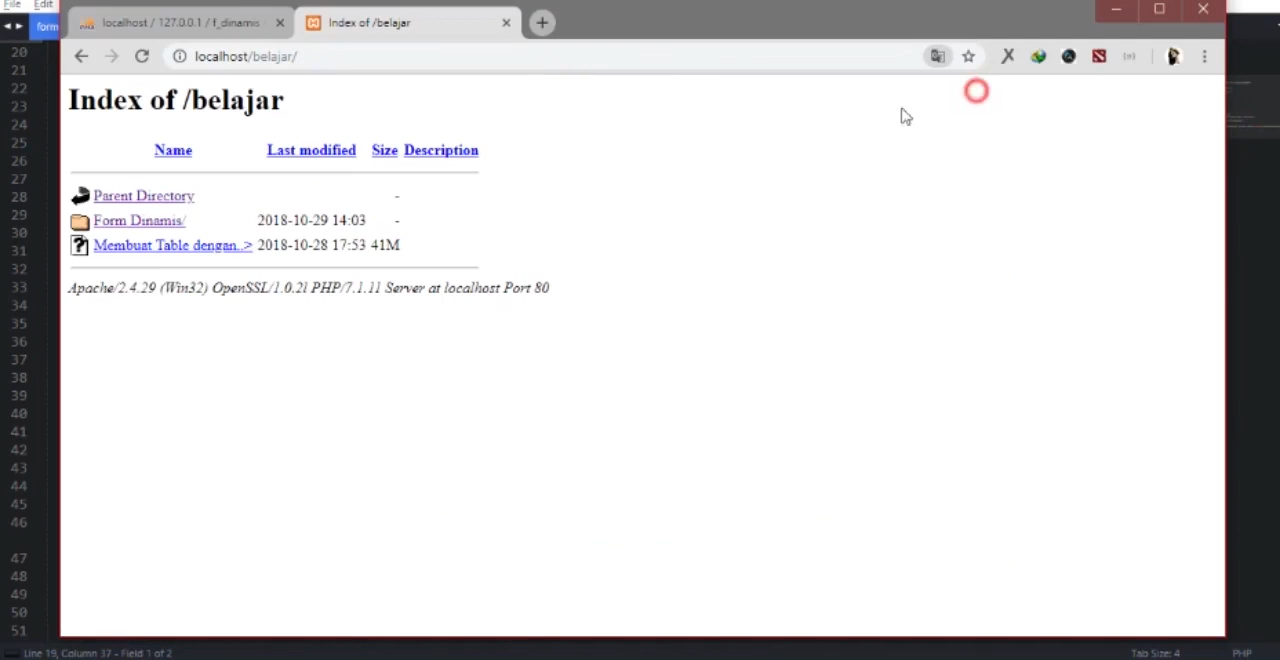 File Edit
form
localhost / 127.0.0.1 / f_dinamis
Index of /belajar
localhost/belajar/
Index of /belajar
Name Last modified Size Description
Parent Directory -
Form Dinamis/ 2018-10-29 14:03 -
Membuat Table dengan..> 2018-10-28 17:53 41M
Apache/2.4.29 (Win32) OpenSSL/1.0.2l PHP/7.1.11 Server at localhost Port 80
20
21
22
23
24
25
26
27
28
29
30
31
32
33
34
35
36
37
38
39
40
41
42
43
44
45
46
47
48
49
50
51
Line 19, Column 37 - Field 1 of 2
Tab Size: 4
PHP